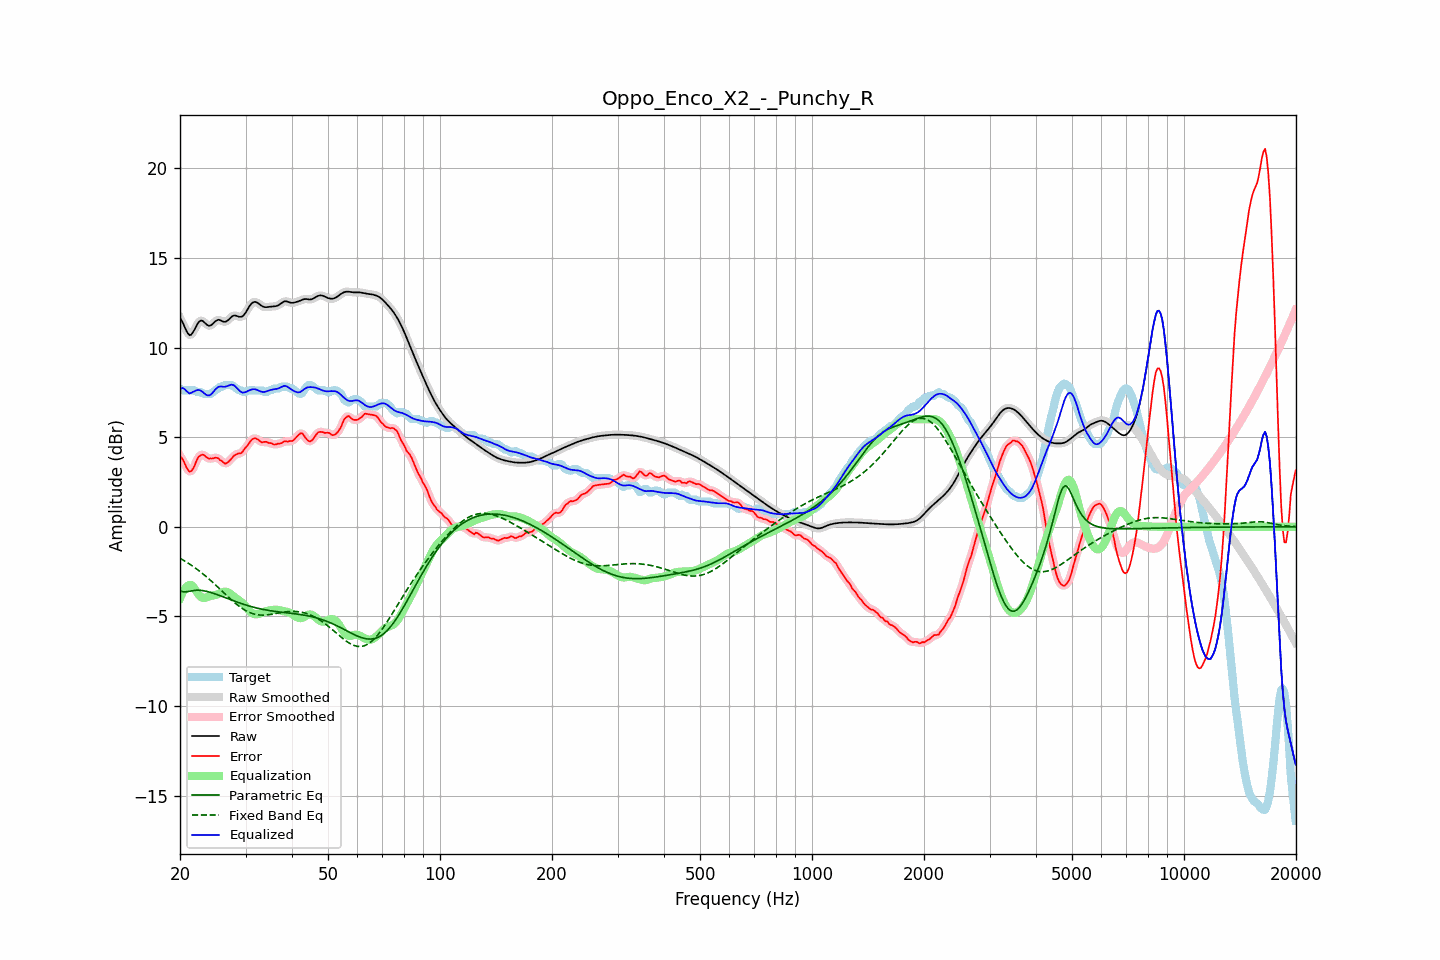 Oppo_Enco_X2_-_Punchy_R
Amplitude (dBr)
20
15
10
5
0
−5
−10
−15
Target
Raw Smoothed
Error Smoothed
Raw
Error
Equalization
Parametric Eq
Fixed Band Eq
Equalized
20 50 100 200 500 1000 2000 5000 10000 20000
Frequency (Hz)